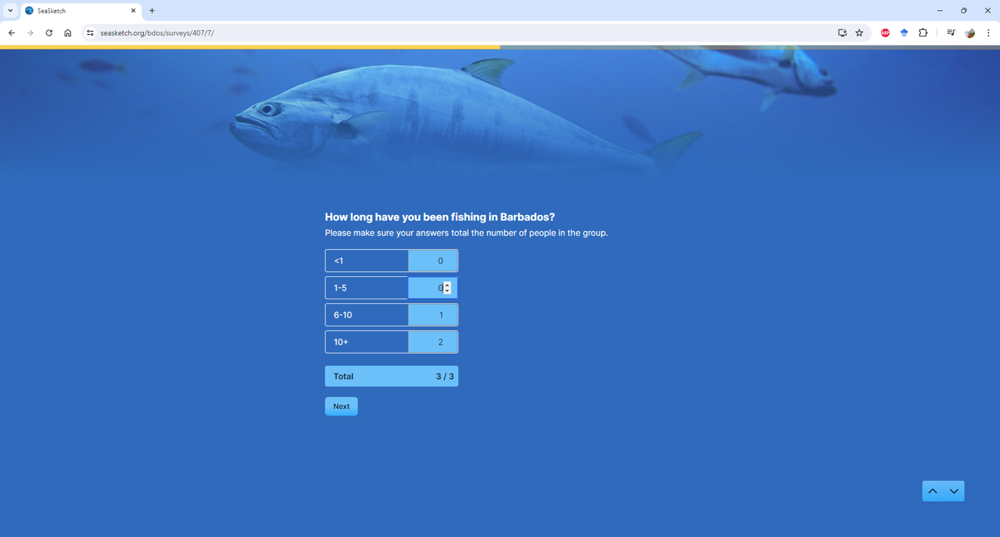 SeaSketch
seasketch.org/bdos/surveys/407/7/
ABP
How long have you been fishing in Barbados?
Please make sure your answers total the number of people in the group.
<1 0
1-5 0
6-10 1
10+ 2
Total 3 / 3
Next